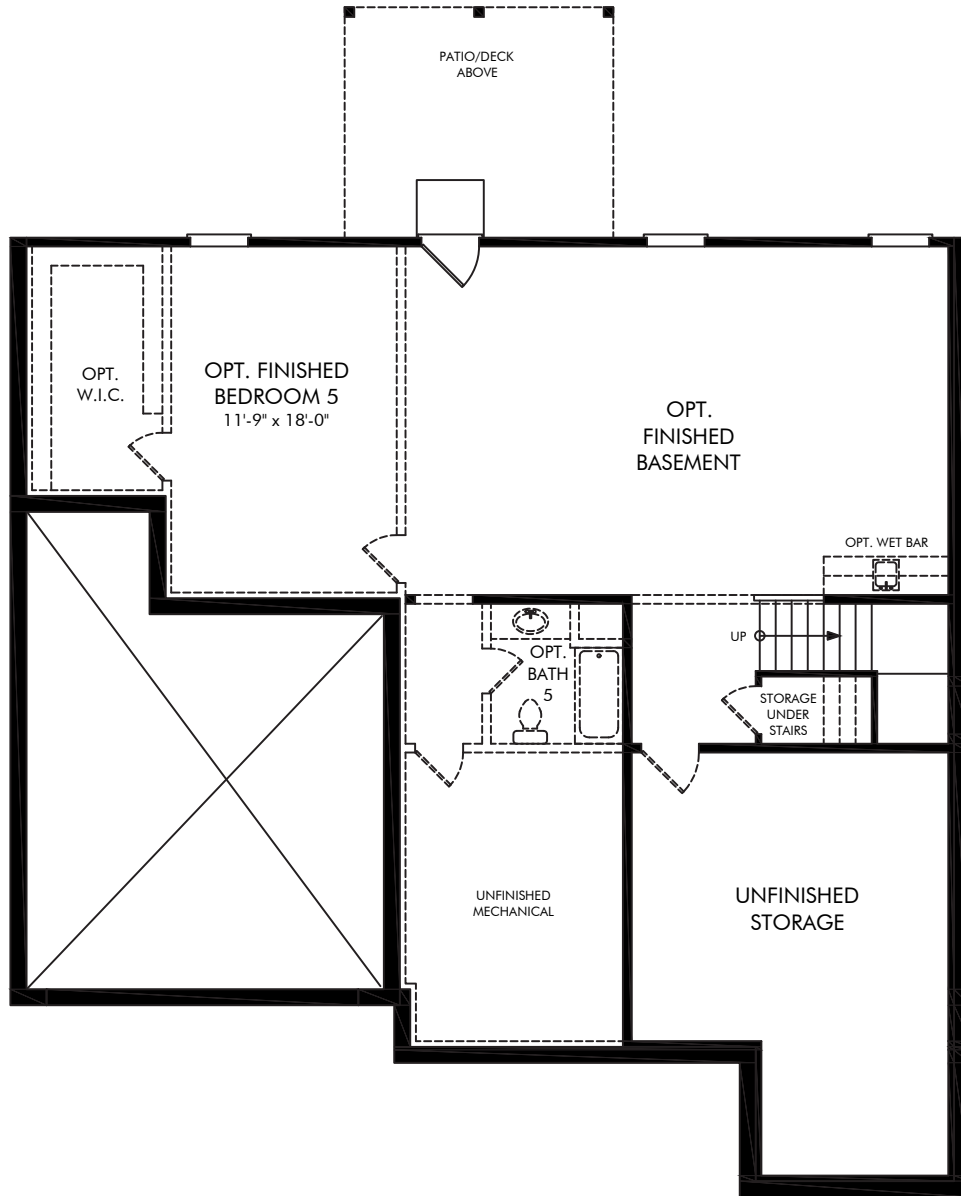 PATIO/DECK
ABOVE
OPT.
W.I.C.
OPT. FINISHED
BEDROOM 5
11'-9" x 18'-0"
OPT.
FINISHED
BASEMENT
OPT. WET BAR
UP
OPT.
BATH
5
STORAGE
UNDER
STAIRS
UNFINISHED
MECHANICAL
UNFINISHED
STORAGE